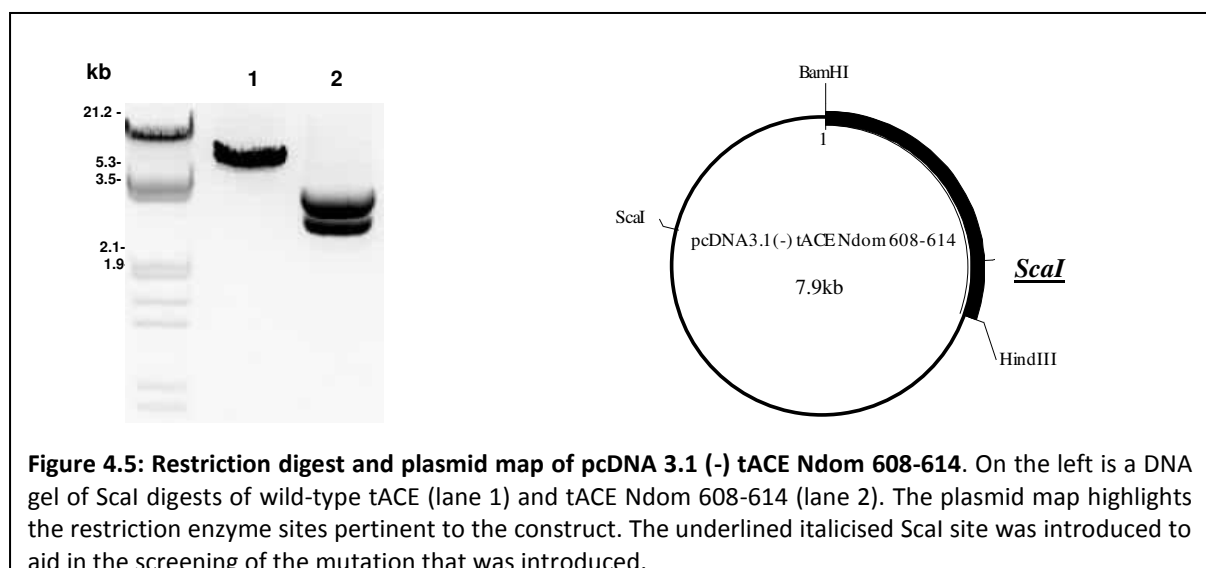 kb
1
2
21.2 -
5.3-
3.5-
2.1-
1.9
BamHI
1
ScaI
pcDNA3.1(-) tACE Ndom 608-614
7.9kb
ScaI
HindIII
Figure 4.5: Restriction digest and plasmid map of pcDNA 3.1 (-) tACE Ndom 608-614. On the left is a DNA
gel of ScaI digests of wild-type tACE (lane 1) and tACE Ndom 608-614 (lane 2). The plasmid map highlights
the restriction enzyme sites pertinent to the construct. The underlined italicised ScaI site was introduced to
aid in the screening of the mutation that was introduced.